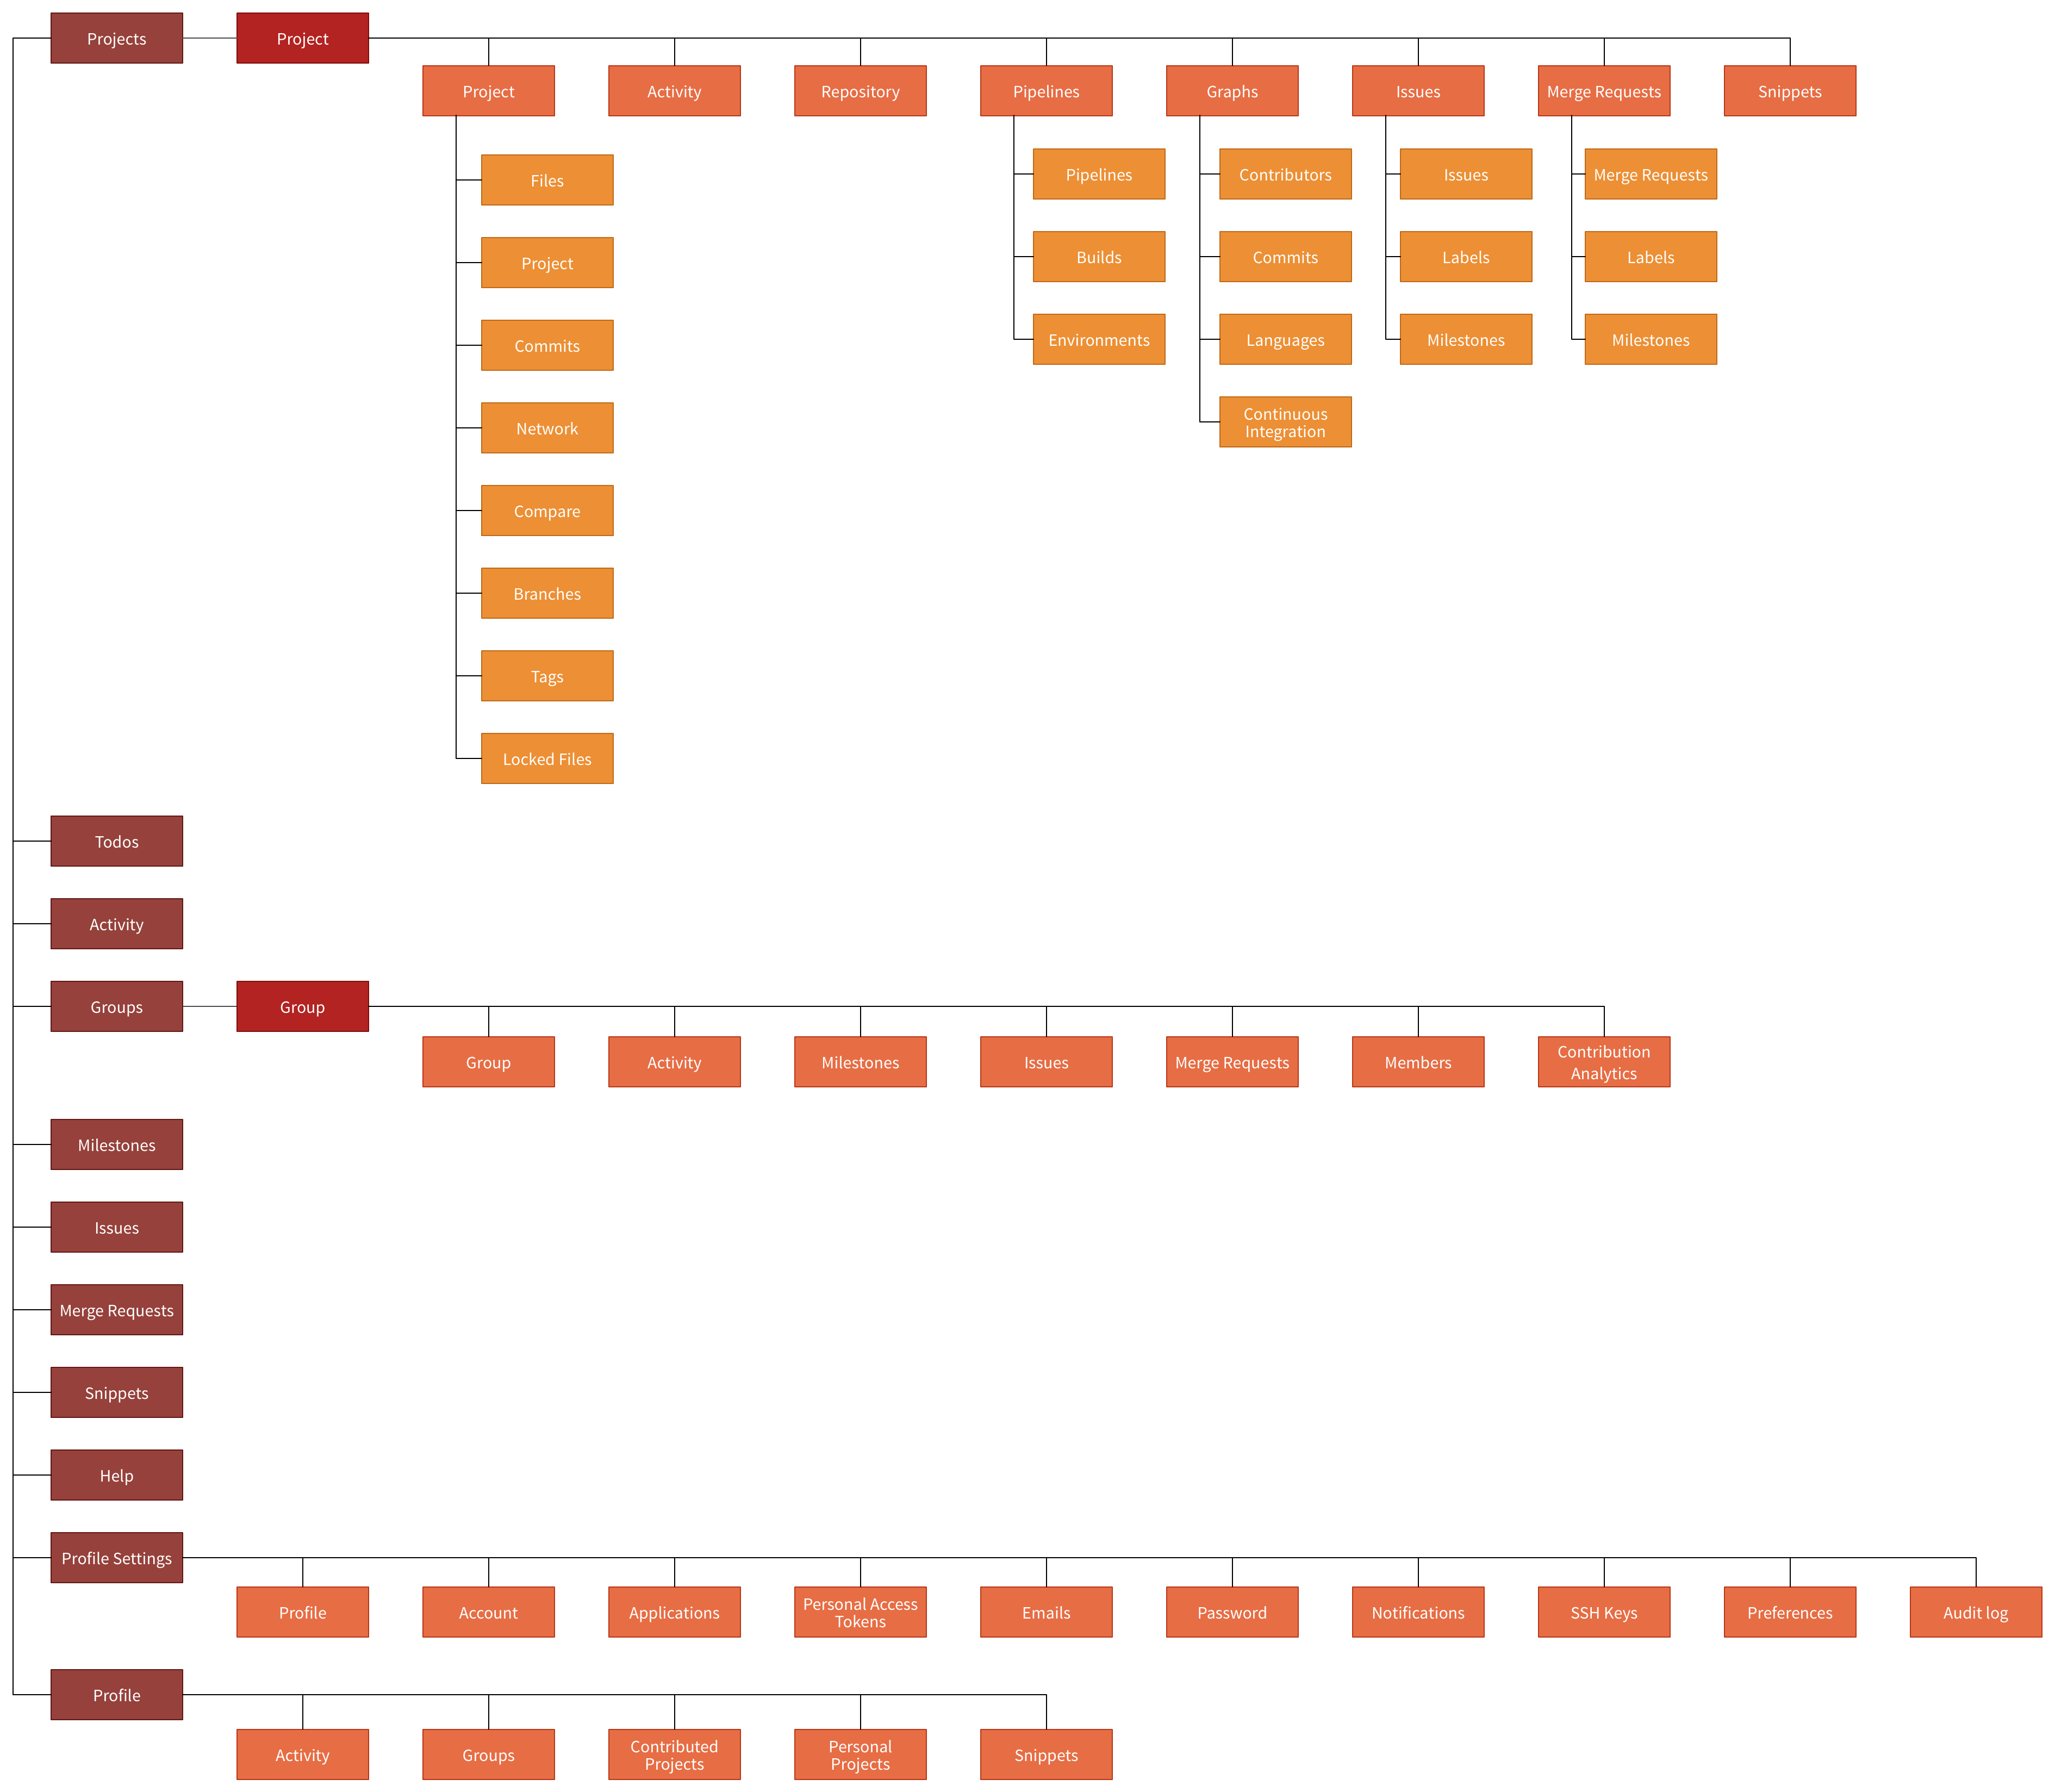 Projects
Project
Project
Activity
Repository
Pipelines
Graphs
Issues
Merge Requests
Snippets
Files
Project
Commits
Network
Compare
Branches
Tags
Locked Files
Pipelines
Builds
Environments
Contributors
Commits
Languages
Continuous
Integration
Issues
Labels
Milestones
Merge Requests
Labels
Milestones
Todos
Activity
Groups
Group
Group
Activity
Milestones
Issues
Merge Requests
Members
Contribution
Analytics
Milestones
Issues
Merge Requests
Snippets
Help
Profile Settings
Profile
Account
Applications
Personal Access
Tokens
Emails
Password
Notifications
SSH Keys
Preferences
Audit log
Profile
Activity
Groups
Contributed
Projects
Personal
Projects
Snippets